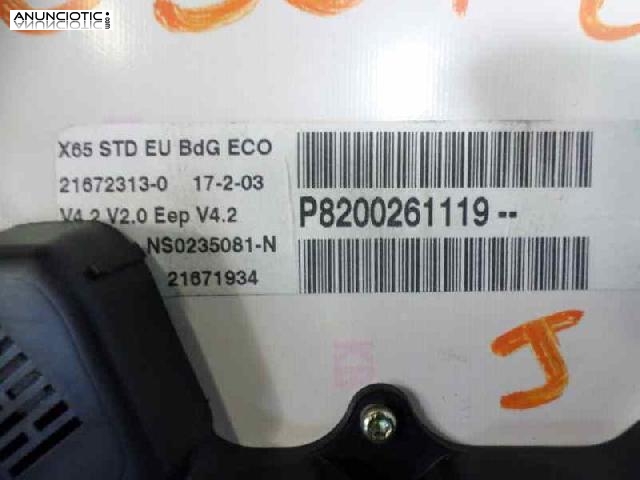 ANUNCIOTIC.com
X65 STD EU BdG ECO
21672313-0 17-2-03
V4.2 V2.0 Eep V4.2
P8200261119--
NS0235081-N
21671934
J